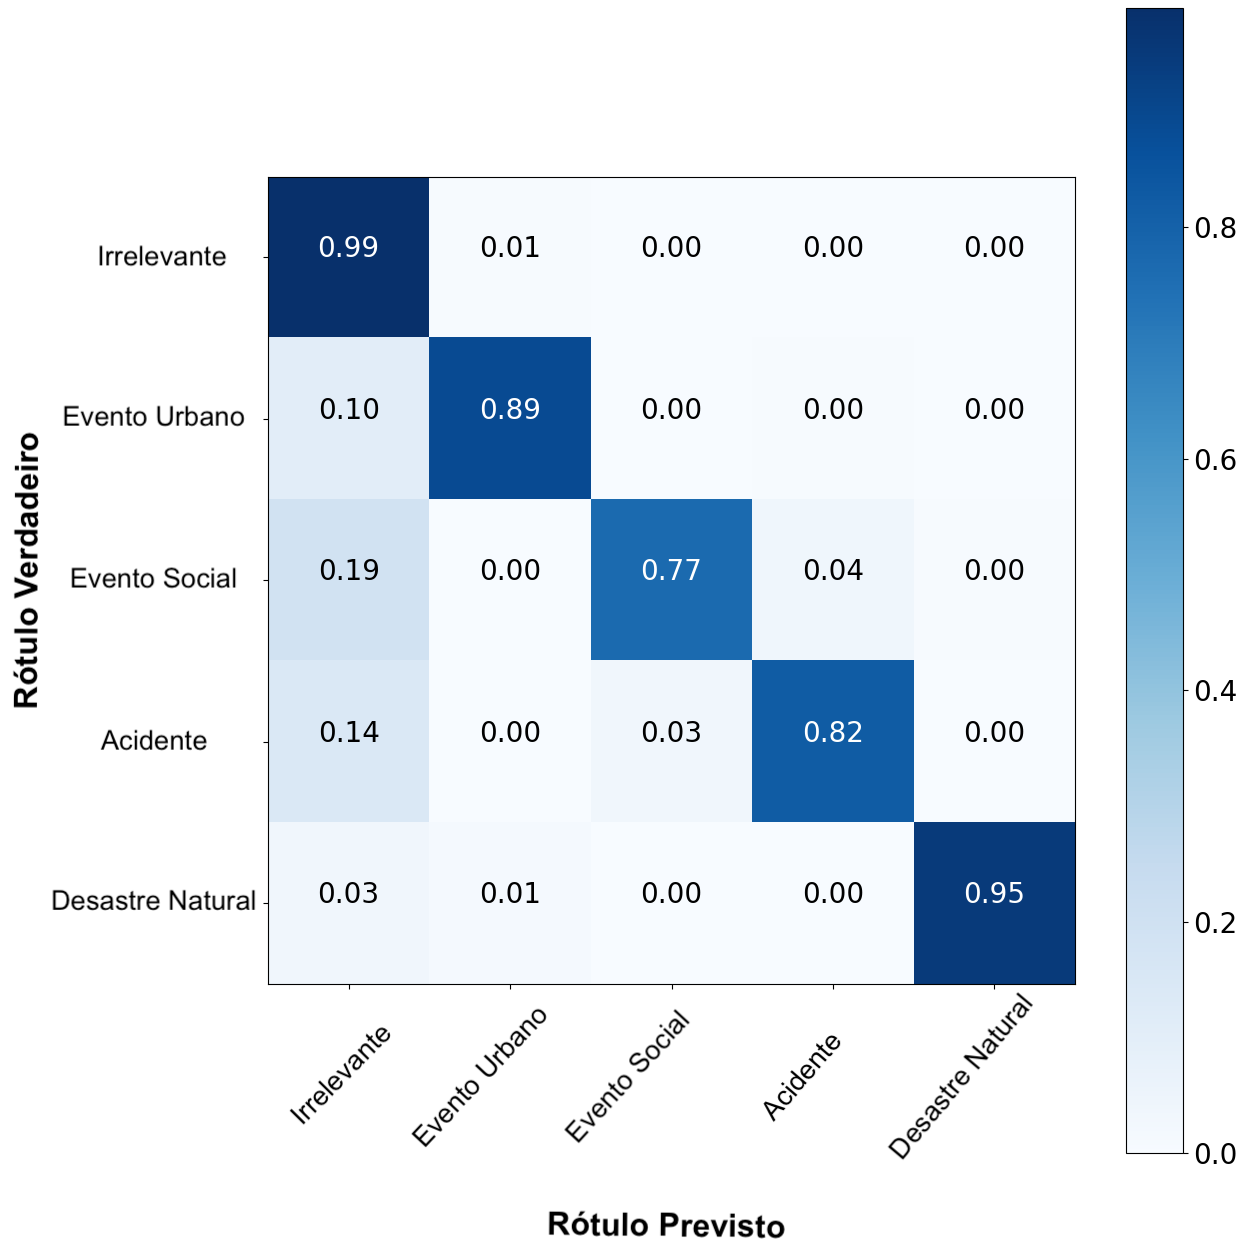 Rótulo Verdadeiro
Irrelevante 0.99 0.01 0.00 0.00 0.00
Evento Urbano 0.10 0.89 0.00 0.00 0.00
Evento Social 0.19 0.00 0.77 0.04 0.00
Acidente 0.14 0.00 0.03 0.82 0.00
Desastre Natural 0.03 0.01 0.00 0.00 0.95
Irrelevante
Evento Urbano
Evento Social
Acidente
Desastre Natural
Rótulo Previsto
0.8
0.6
0.4
0.2
0.0